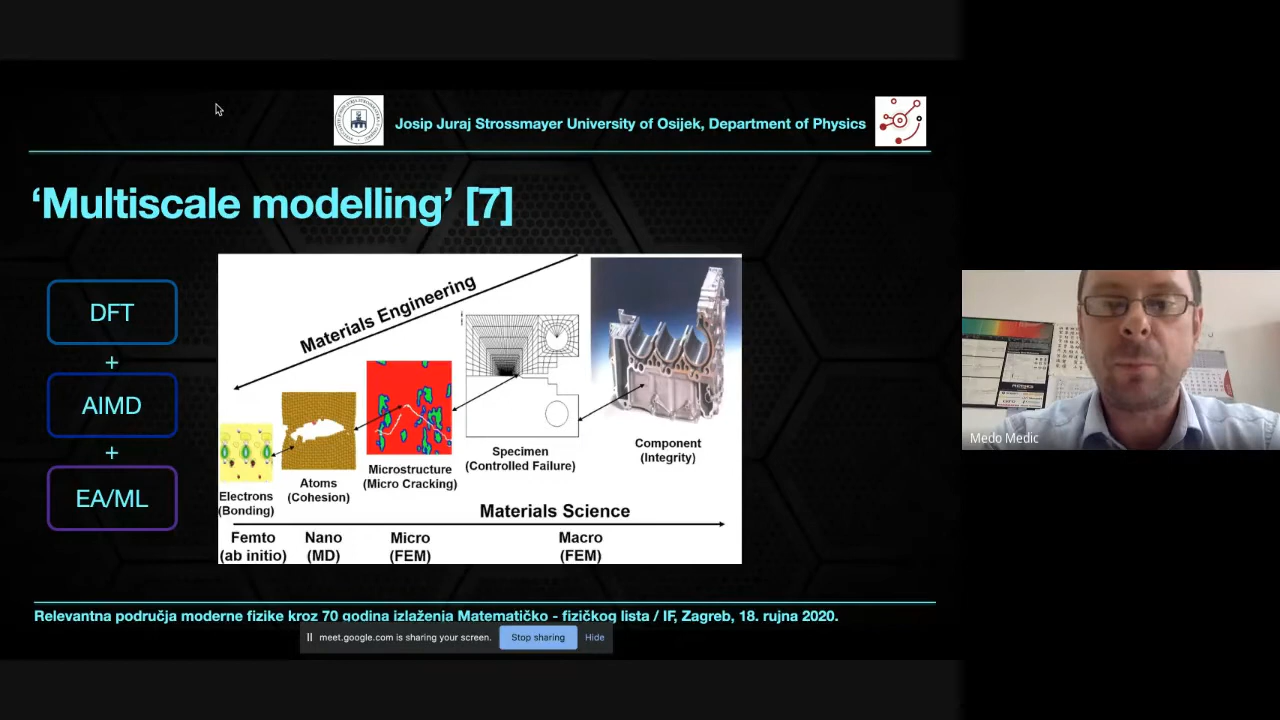 Josip Juraj Strossmayer University of Osijek, Department of Physics
‘Multiscale modelling’ [7]
DFT
+
AIMD
+
EA/ML
Materials Engineering
Electrons
(Bonding)
Atoms
(Cohesion)
Microstructure
(Micro Cracking)
Specimen
(Controlled Failure)
Component
(Integrity)
Materials Science
Femto
(ab initio)
Nano
(MD)
Micro
(FEM)
Macro
(FEM)
Relevantna područja moderne fizike kroz 70 godina izlaženja Matematičko - fizičkog lista / IF, Zagreb, 18. rujna 2020.
meet.google.com is sharing your screen.
Stop sharing
Hide
Medo Medic